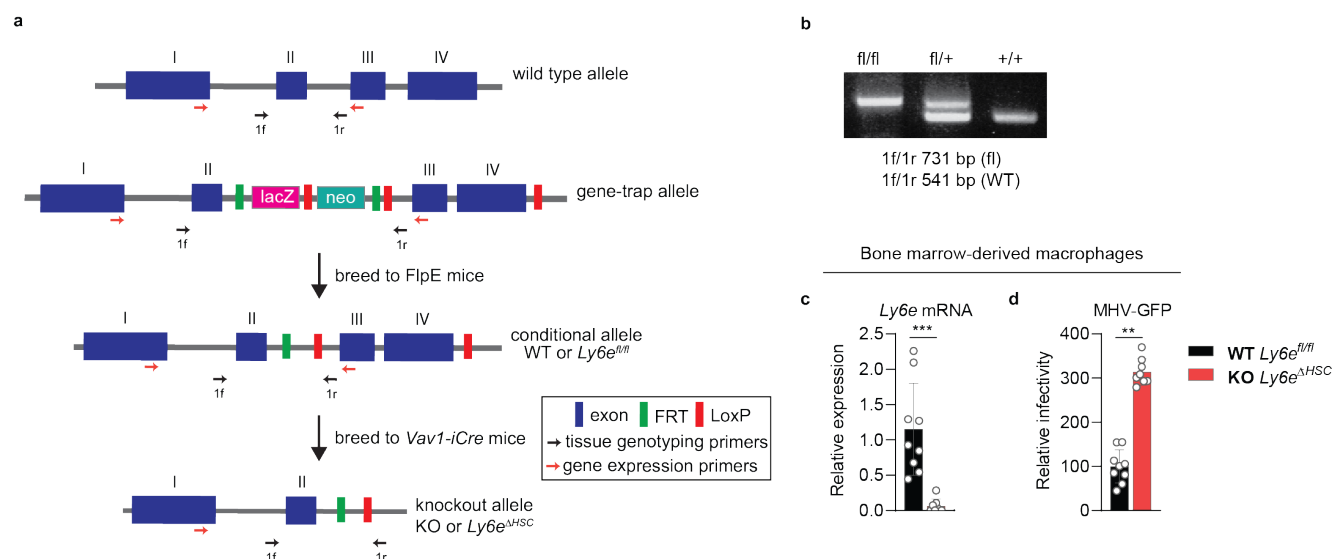 a
I
II
III
IV
wild type allele
1f
1r
I
II
III
IV
lacZ
neo
gene-trap allele
1f
1r
breed to FlpE mice
I
II
III
IV
conditional allele
WT or Ly6e^fl/fl
1f
1r
exon
FRT
LoxP
tissue genotyping primers
gene expression primers
breed to Vav1-iCre mice
I
II
knockout allele
KO or Ly6e^ΔHSC
1f
1r
b
fl/fl
fl/+
+/+
1f/1r 731 bp (fl)
1f/1r 541 bp (WT)
Bone marrow-derived macrophages
c
Ly6e mRNA
Relative expression
2.5
2.0
1.5
1.0
0.5
0.0
***
d
MHV-GFP
Relative infectivity
400
300
200
100
0
**
WT Ly6e^fl/fl
KO Ly6e^ΔHSC